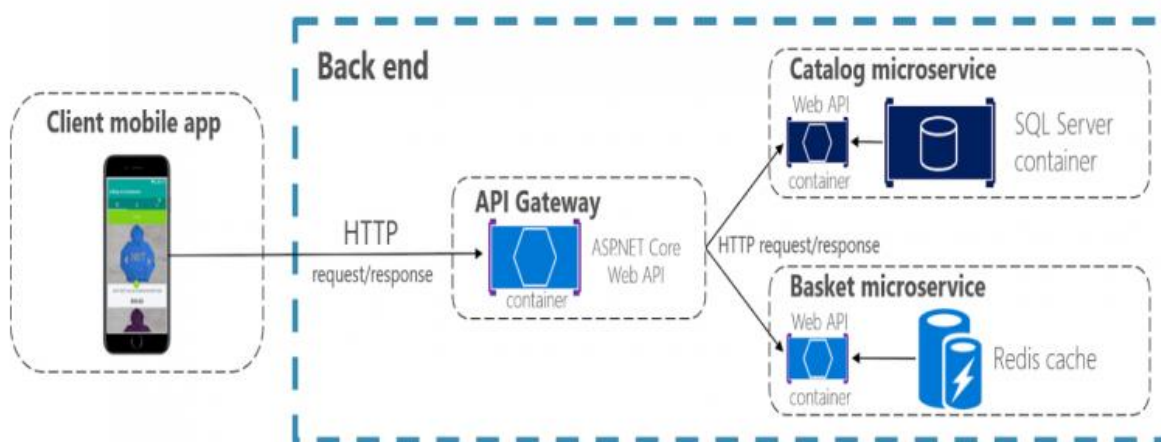 Back end
Client mobile app
HTTP
request/response
API Gateway
ASP.NET Core
Web API
container
HTTP request/response
Catalog microservice
Web API
container
SQL Server
container
Basket microservice
Web API
container
Redis cache